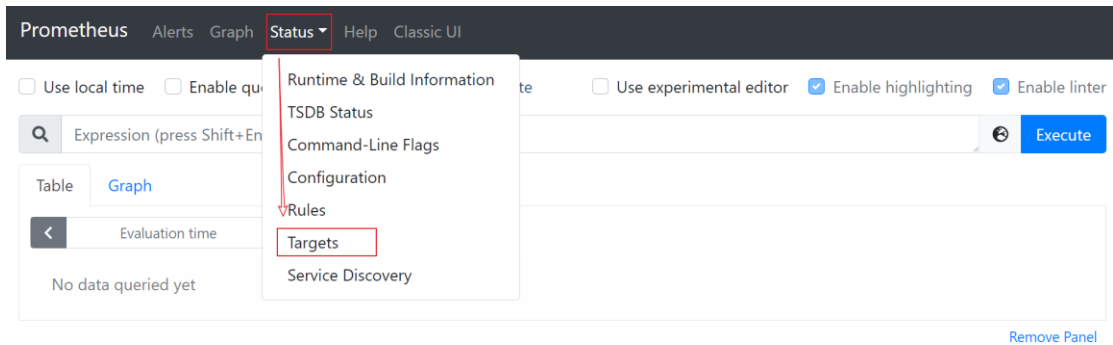 Prometheus Alerts Graph Status Help Classic UI
Use local time Enable qu te Use experimental editor Enable highlighting Enable linter
Expression (press Shift+En Execute
Table Graph
Evaluation time
No data queried yet
Runtime & Build Information
TSDB Status
Command-Line Flags
Configuration
Rules
Targets
Service Discovery
Remove Panel